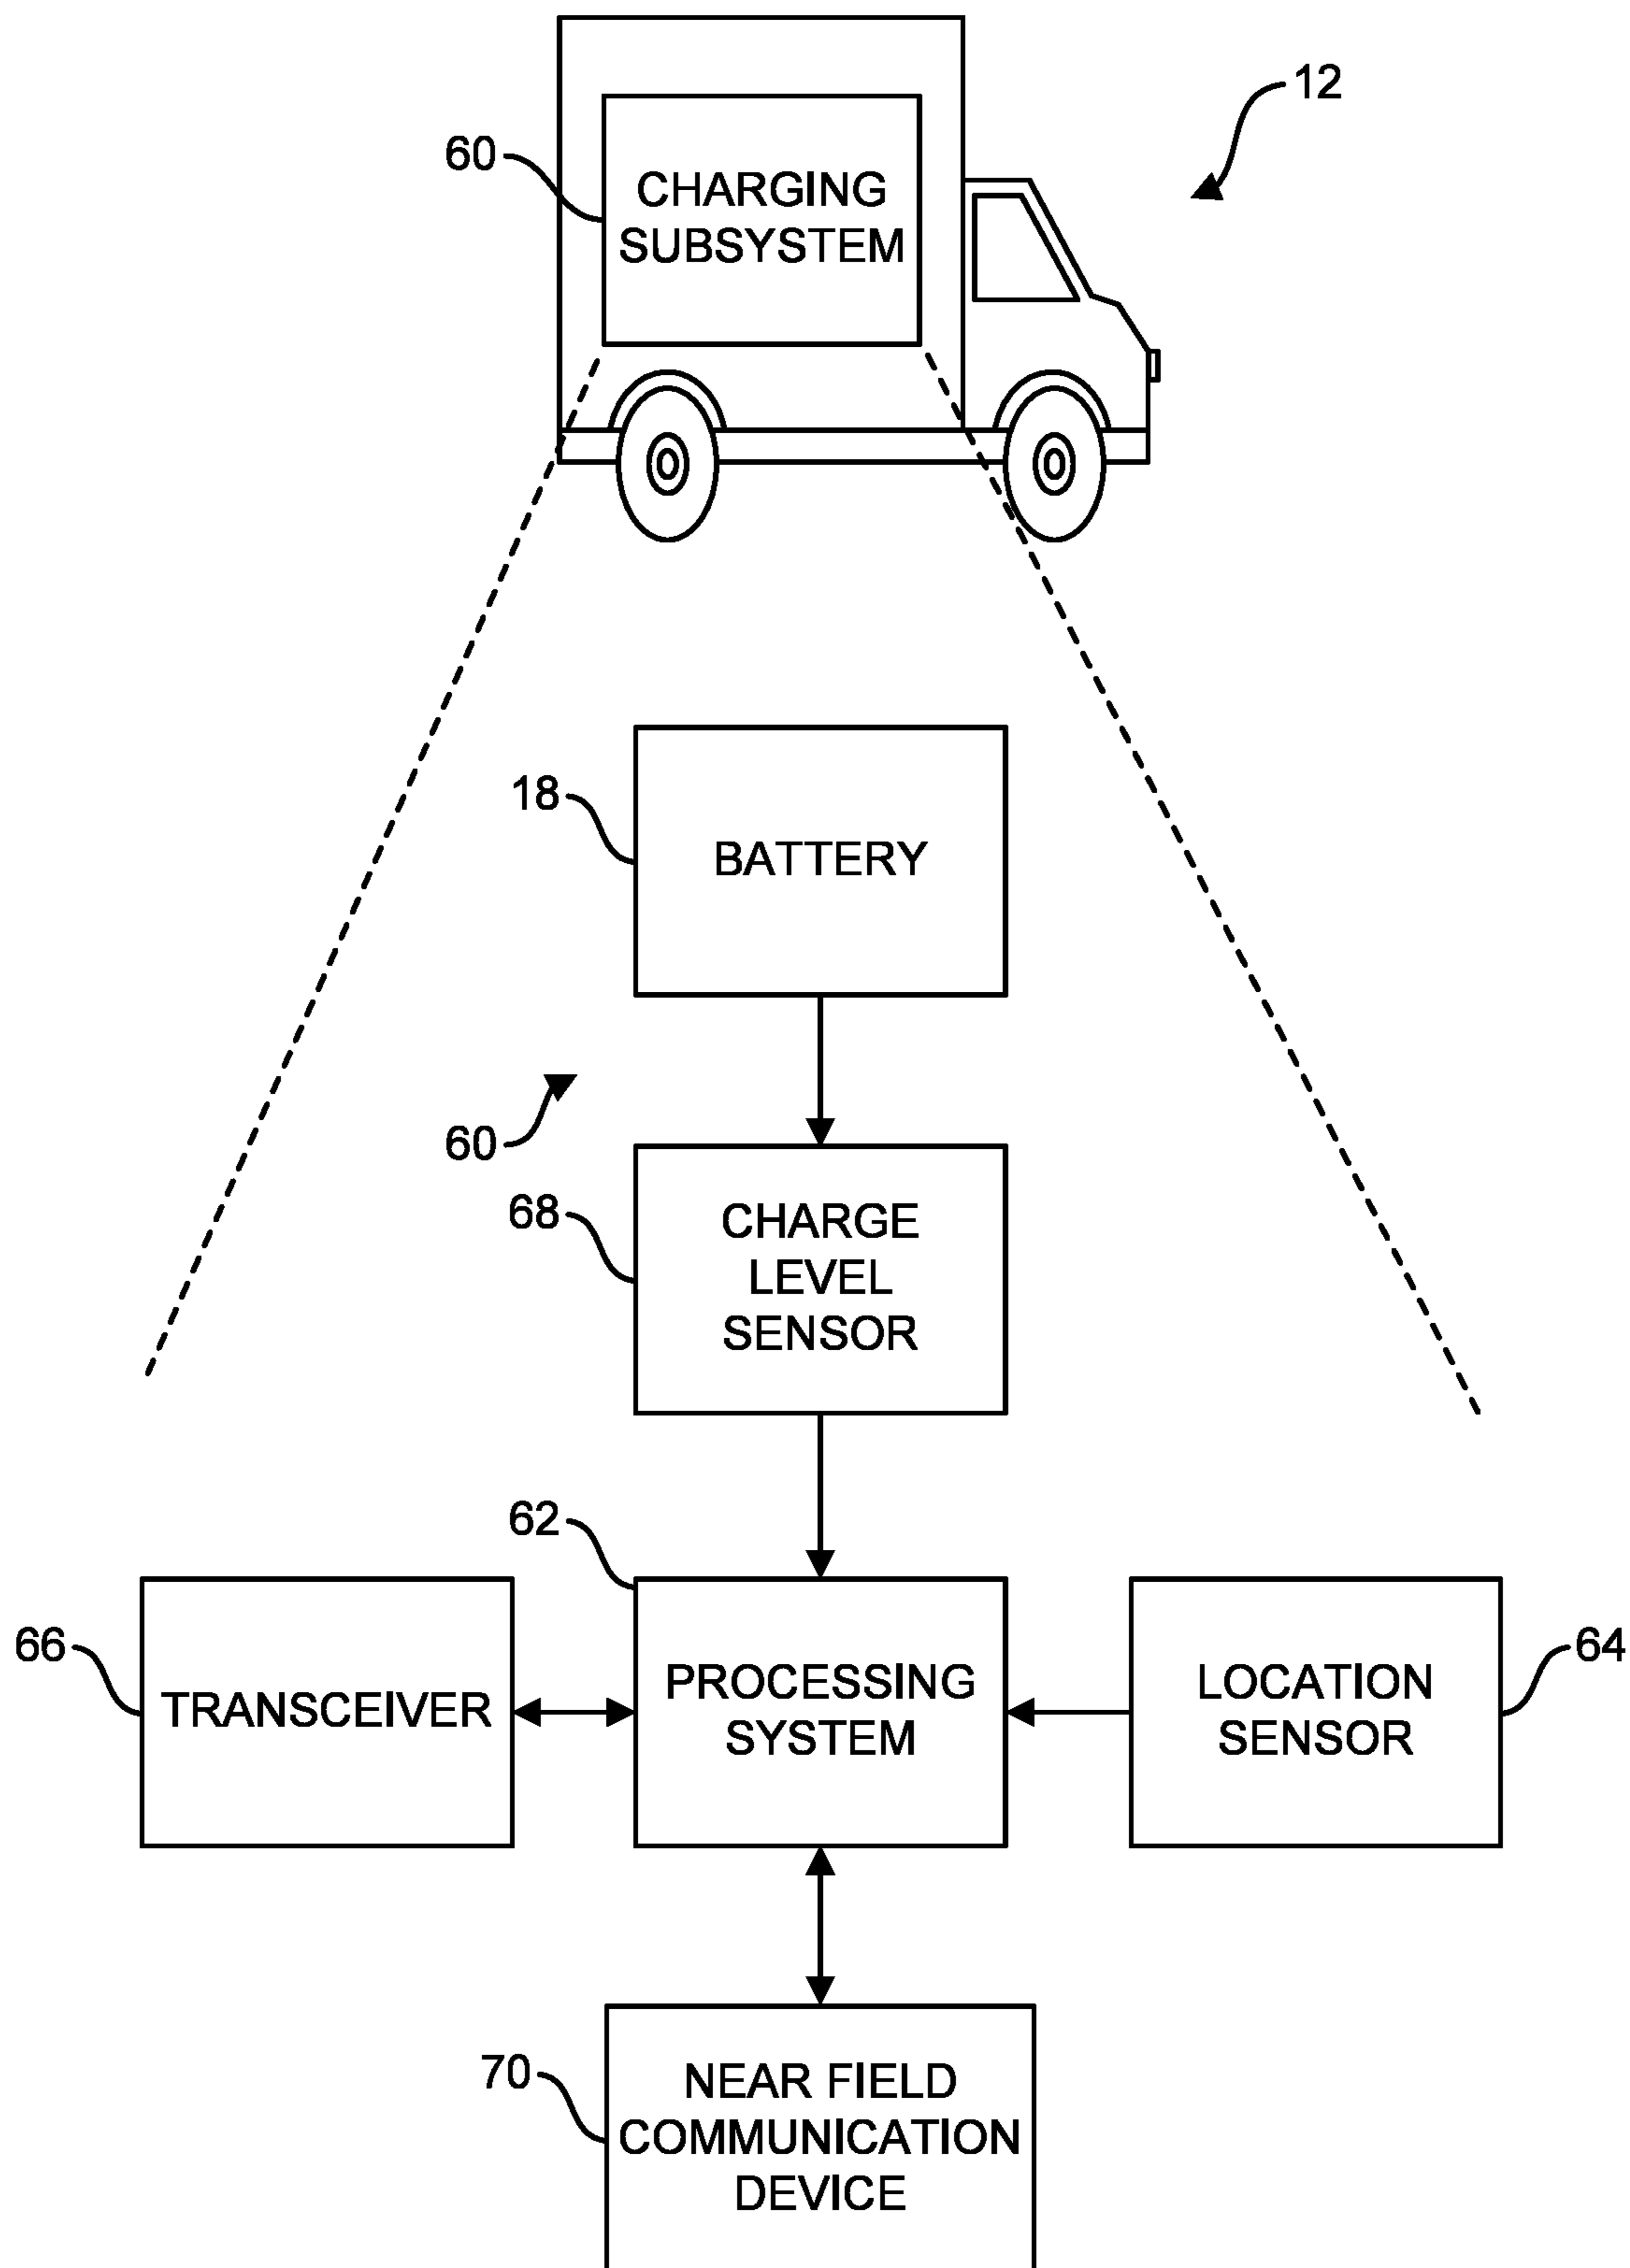 12
60
CHARGING
SUBSYSTEM
18
BATTERY
60
68
CHARGE
LEVEL
SENSOR
62
66
TRANSCEIVER
PROCESSING
SYSTEM
LOCATION
SENSOR
64
70
NEAR FIELD
COMMUNICATION
DEVICE